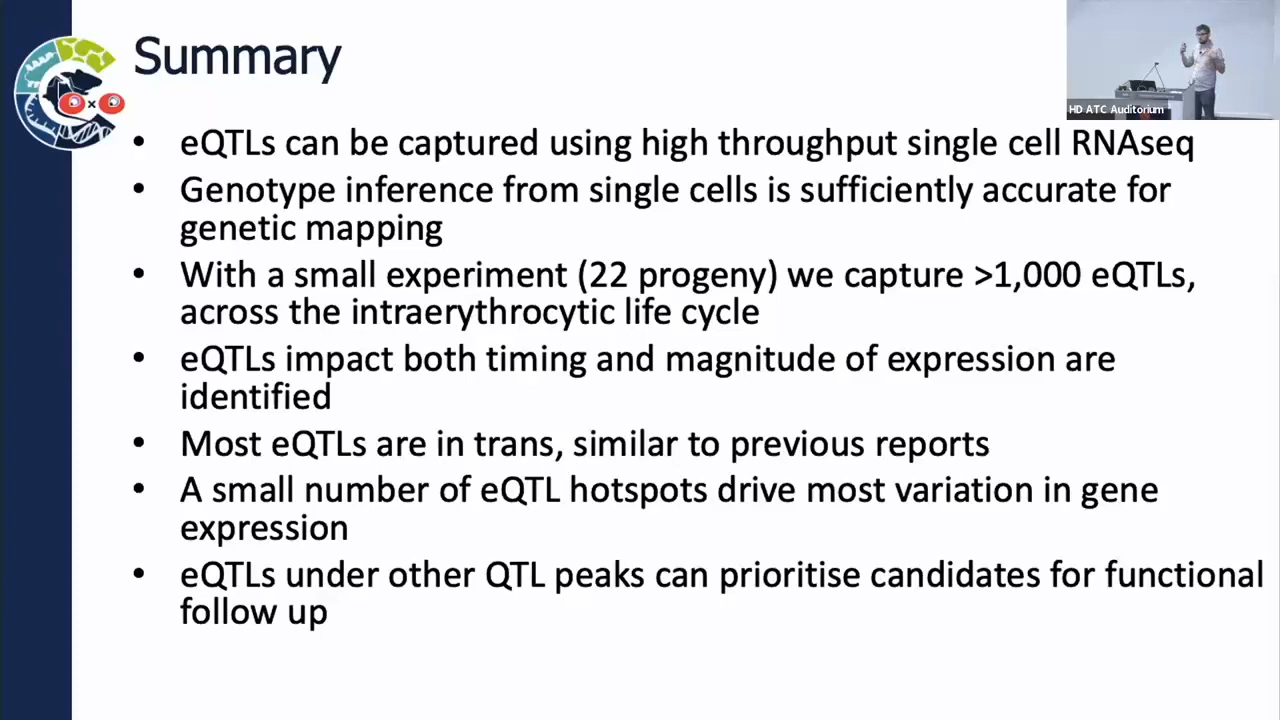 Summary
HD ATC Auditorium
• eQTLs can be captured using high throughput single cell RNAseq
• Genotype inference from single cells is sufficiently accurate for
genetic mapping
• With a small experiment (22 progeny) we capture >1,000 eQTLs,
across the intraerythrocytic life cycle
• eQTLs impact both timing and magnitude of expression are
identified
• Most eQTLs are in trans, similar to previous reports
• A small number of eQTL hotspots drive most variation in gene
expression
• eQTLs under other QTL peaks can prioritise candidates for functional
follow up